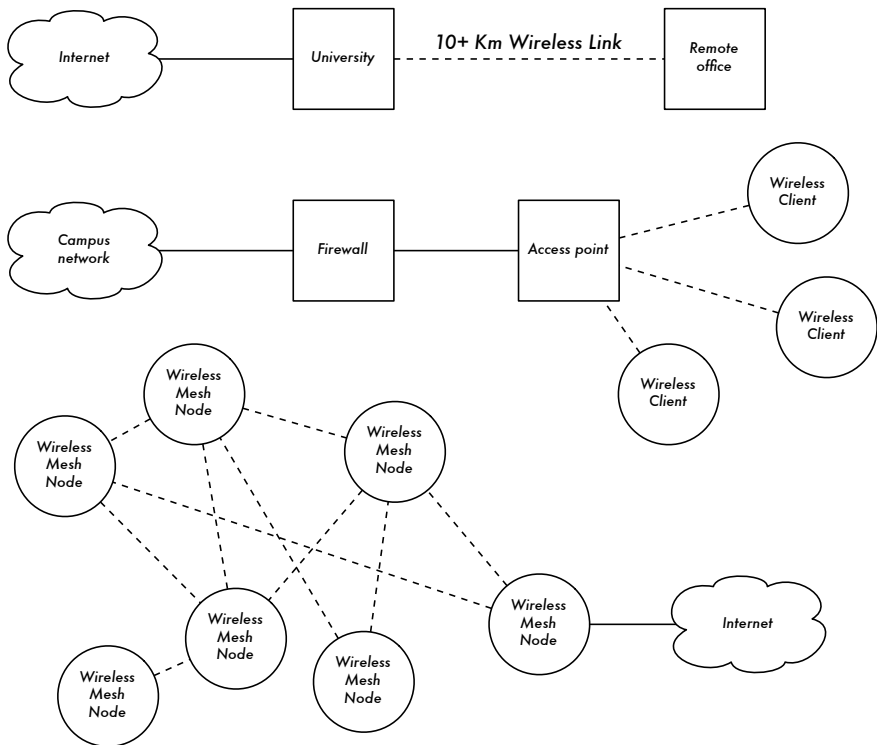 Internet
University
10+ Km Wireless Link
Remote
office
Campus
network
Firewall
Access point
Wireless
Client
Wireless
Client
Wireless
Client
Wireless
Mesh
Node
Wireless
Mesh
Node
Wireless
Mesh
Node
Wireless
Mesh
Node
Wireless
Mesh
Node
Wireless
Mesh
Node
Wireless
Mesh
Node
Internet